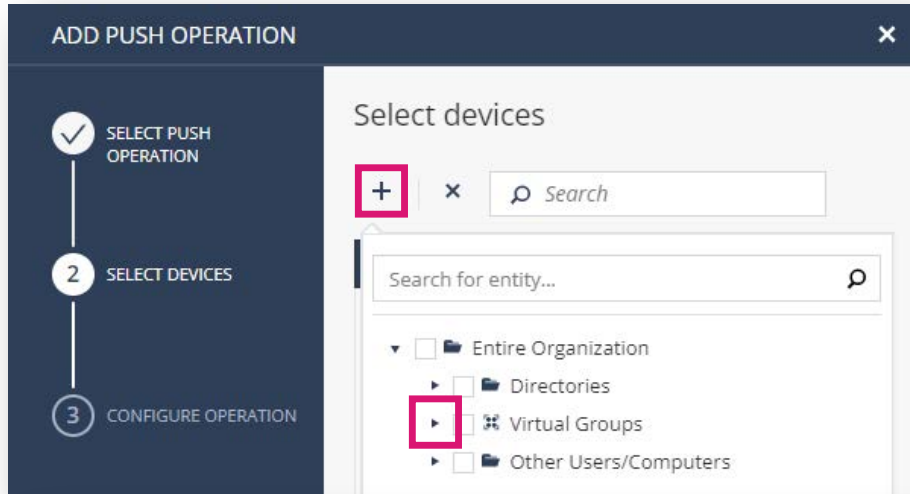 ADD PUSH OPERATION
SELECT PUSH
OPERATION
2
SELECT DEVICES
3
CONFIGURE OPERATION
Select devices
Search
Search for entity...
Entire Organization
Directories
Virtual Groups
Other Users/Computers